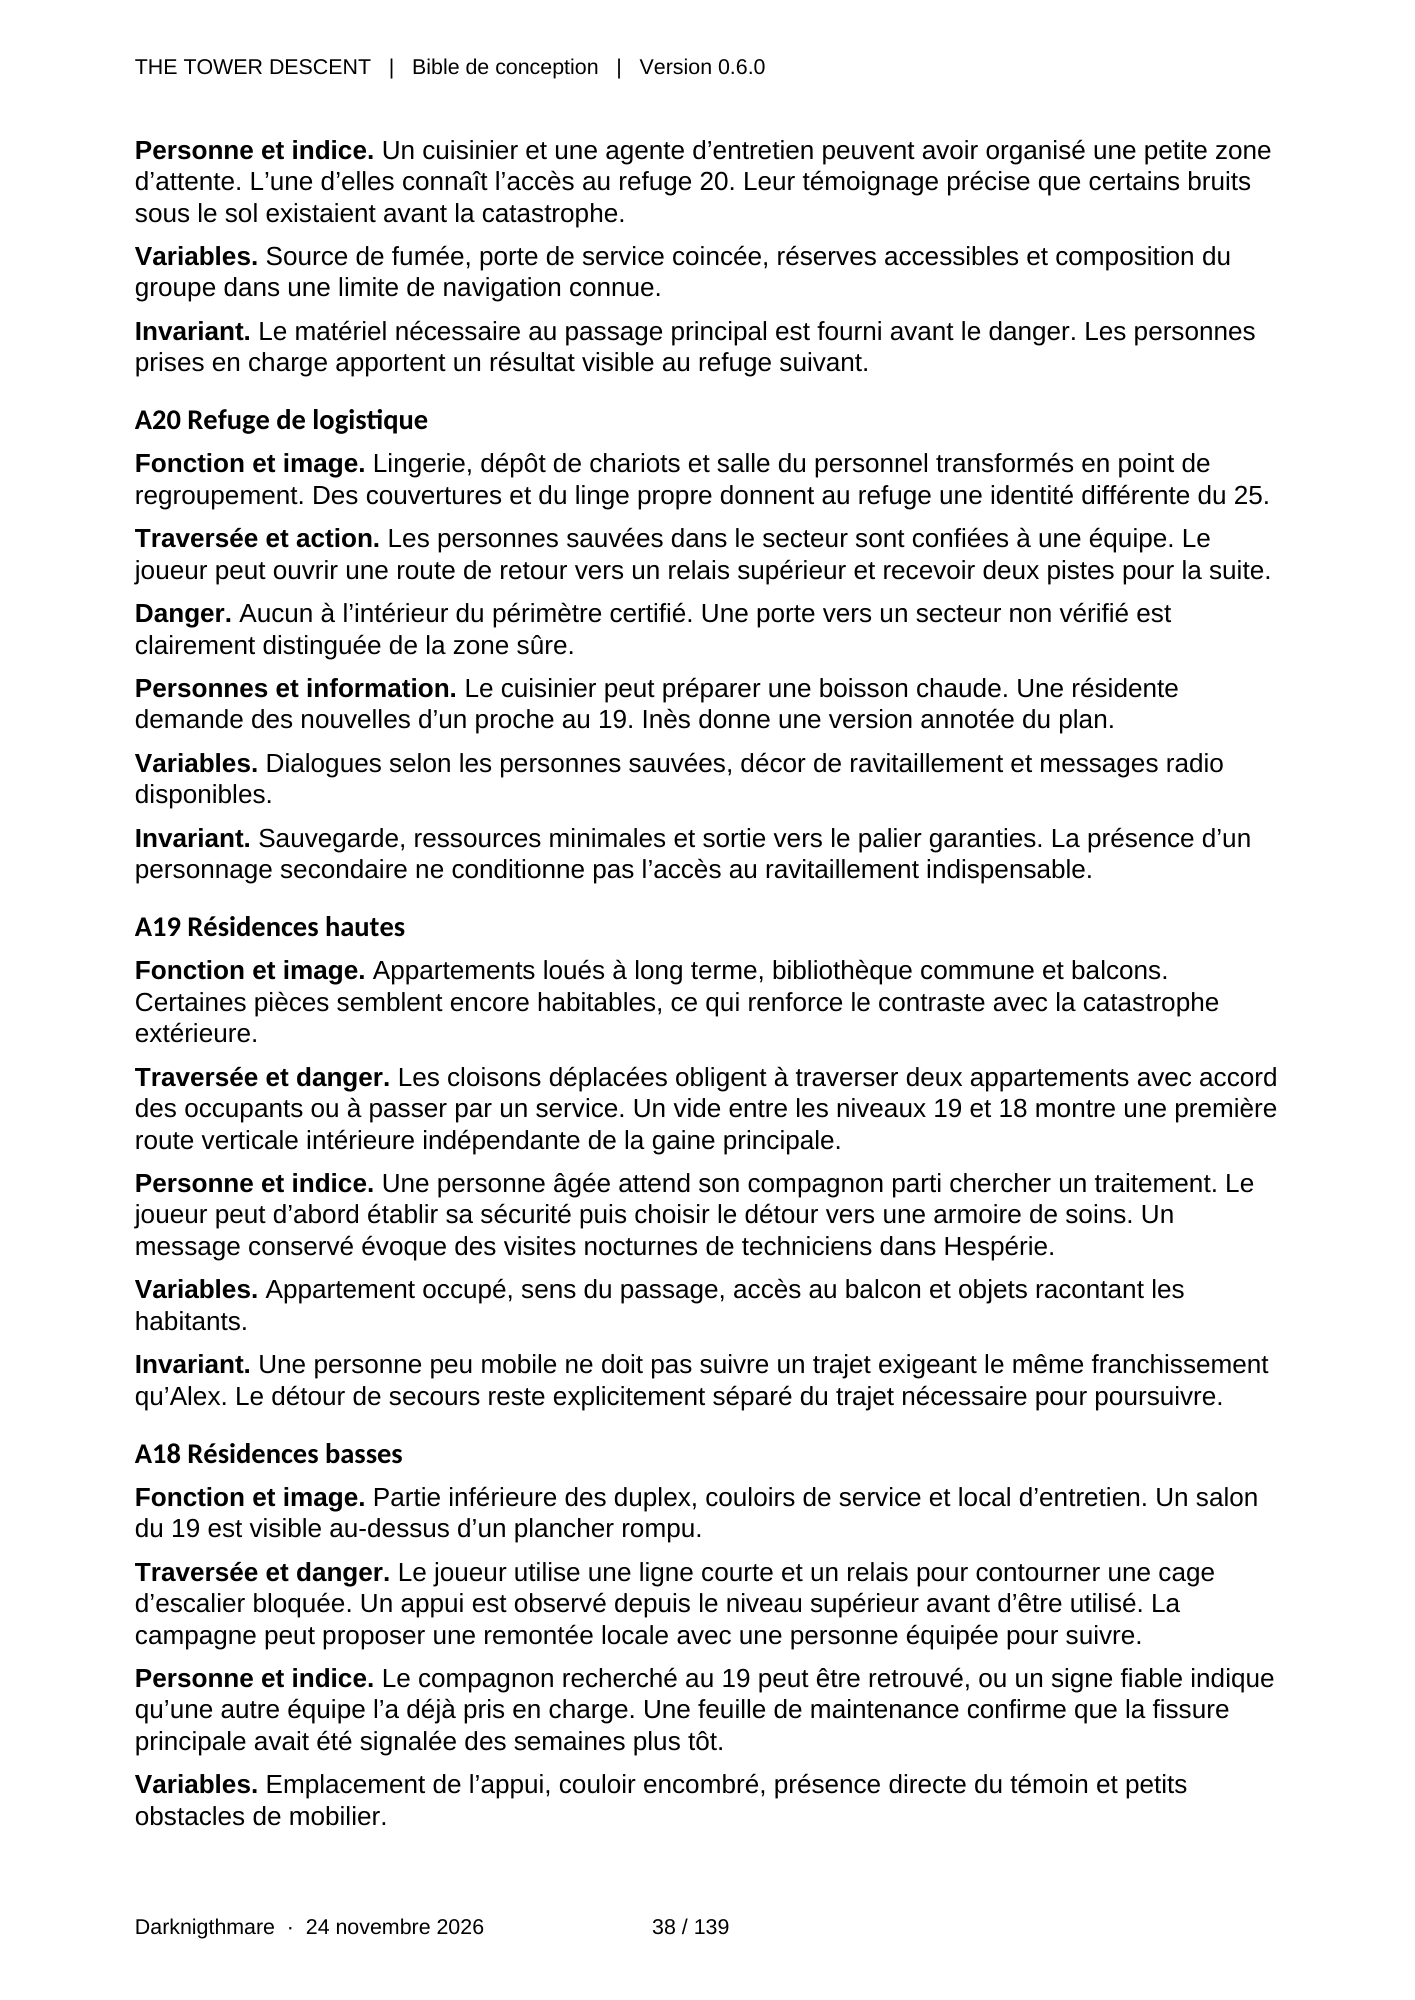 THE TOWER DESCENT | Bible de conception | Version 0.6.0
Personne et indice. Un cuisinier et une agente d’entretien peuvent avoir organisé une petite zone
d’attente. L’une d’elles connaît l’accès au refuge 20. Leur témoignage précise que certains bruits
sous le sol existaient avant la catastrophe.
Variables. Source de fumée, porte de service coincée, réserves accessibles et composition du
groupe dans une limite de navigation connue.
Invariant. Le matériel nécessaire au passage principal est fourni avant le danger. Les personnes
prises en charge apportent un résultat visible au refuge suivant.
A20 Refuge de logistique
Fonction et image. Lingerie, dépôt de chariots et salle du personnel transformés en point de
regroupement. Des couvertures et du linge propre donnent au refuge une identité différente du 25.
Traversée et action. Les personnes sauvées dans le secteur sont confiées à une équipe. Le
joueur peut ouvrir une route de retour vers un relais supérieur et recevoir deux pistes pour la suite.
Danger. Aucun à l’intérieur du périmètre certifié. Une porte vers un secteur non vérifié est
clairement distinguée de la zone sûre.
Personnes et information. Le cuisinier peut préparer une boisson chaude. Une résidente
demande des nouvelles d’un proche au 19. Inès donne une version annotée du plan.
Variables. Dialogues selon les personnes sauvées, décor de ravitaillement et messages radio
disponibles.
Invariant. Sauvegarde, ressources minimales et sortie vers le palier garanties. La présence d’un
personnage secondaire ne conditionne pas l’accès au ravitaillement indispensable.
A19 Résidences hautes
Fonction et image. Appartements loués à long terme, bibliothèque commune et balcons.
Certaines pièces semblent encore habitables, ce qui renforce le contraste avec la catastrophe
extérieure.
Traversée et danger. Les cloisons déplacées obligent à traverser deux appartements avec accord
des occupants ou à passer par un service. Un vide entre les niveaux 19 et 18 montre une première
route verticale intérieure indépendante de la gaine principale.
Personne et indice. Une personne âgée attend son compagnon parti chercher un traitement. Le
joueur peut d’abord établir sa sécurité puis choisir le détour vers une armoire de soins. Un
message conservé évoque des visites nocturnes de techniciens dans Hespérie.
Variables. Appartement occupé, sens du passage, accès au balcon et objets racontant les
habitants.
Invariant. Une personne peu mobile ne doit pas suivre un trajet exigeant le même franchissement
qu’Alex. Le détour de secours reste explicitement séparé du trajet nécessaire pour poursuivre.
A18 Résidences basses
Fonction et image. Partie inférieure des duplex, couloirs de service et local d’entretien. Un salon
du 19 est visible au-dessus d’un plancher rompu.
Traversée et danger. Le joueur utilise une ligne courte et un relais pour contourner une cage
d’escalier bloquée. Un appui est observé depuis le niveau supérieur avant d’être utilisé. La
campagne peut proposer une remontée locale avec une personne équipée pour suivre.
Personne et indice. Le compagnon recherché au 19 peut être retrouvé, ou un signe fiable indique
qu’une autre équipe l’a déjà pris en charge. Une feuille de maintenance confirme que la fissure
principale avait été signalée des semaines plus tôt.
Variables. Emplacement de l’appui, couloir encombré, présence directe du témoin et petits
obstacles de mobilier.
Darknigthmare · 24 novembre 2026 38 / 139